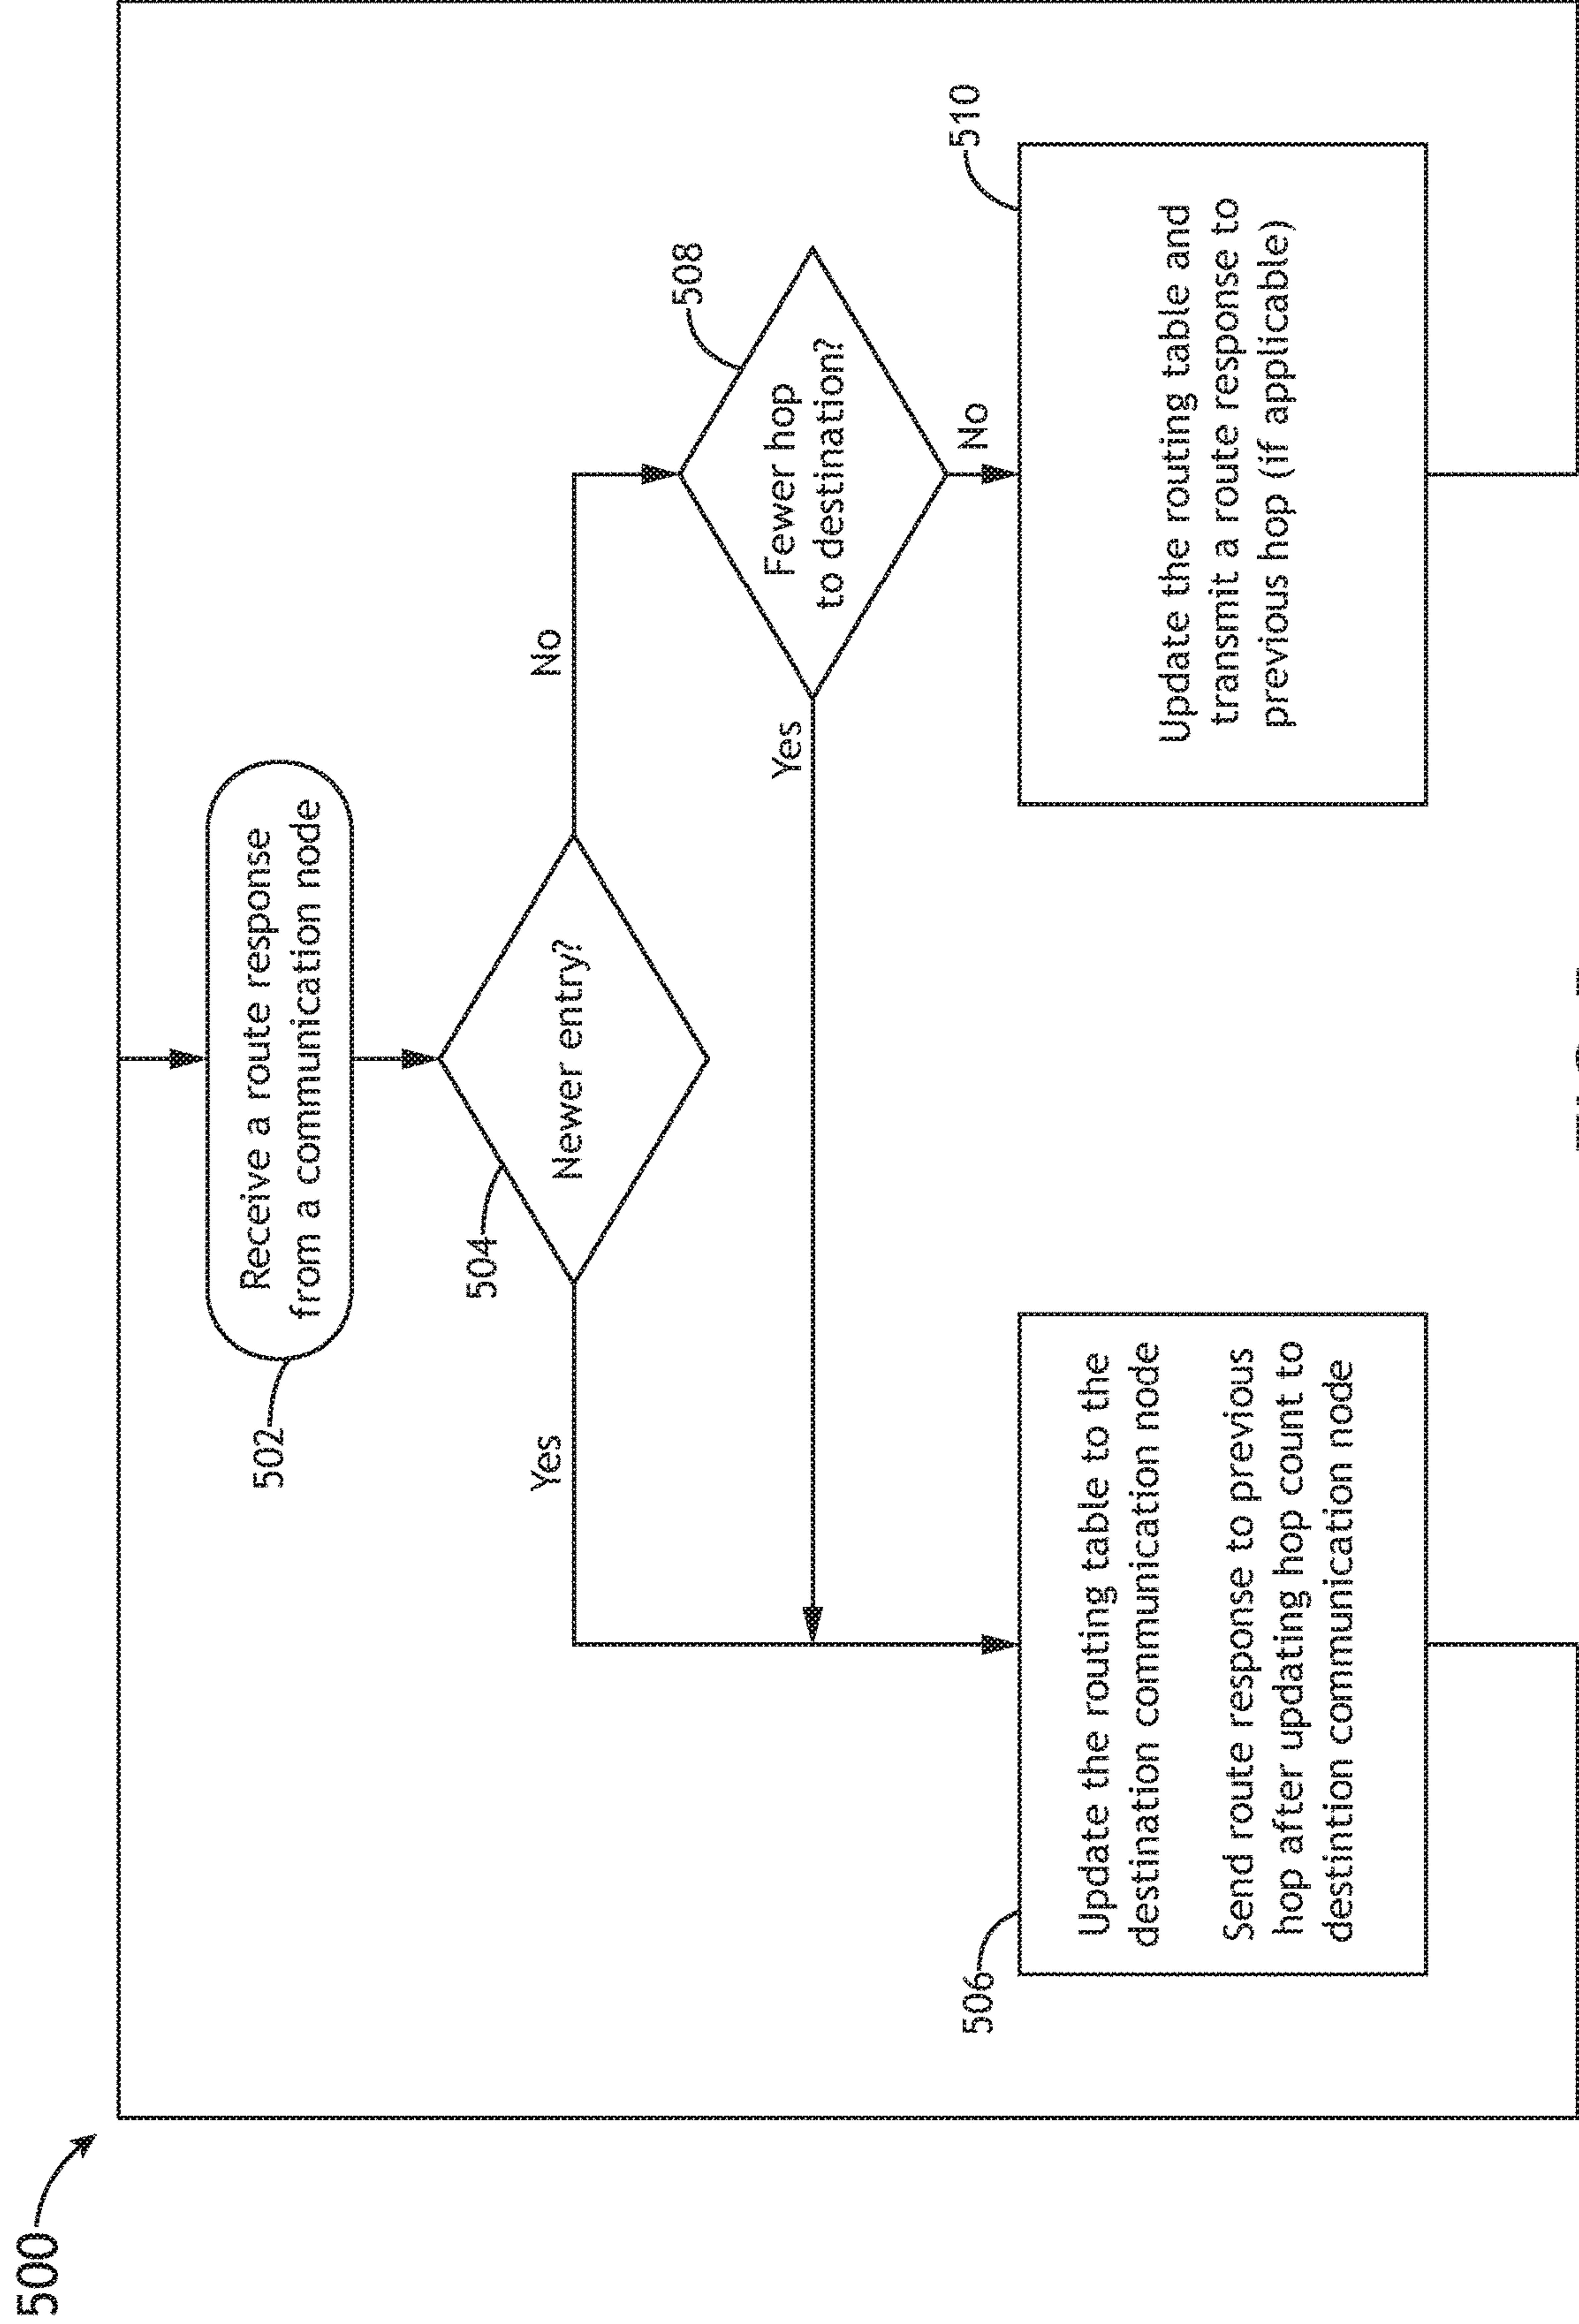 500
502
Receive a route response
from a communication node
504
Newer entry?
Yes
No
508
Fewer hop
to destination?
Yes
No
506
Update the routing table to the
destination communication node
Send route response to previous
hop after updating hop count to
destintion communication node
510
Update the routing table and
transmit a route response to
previous hop (if applicable)